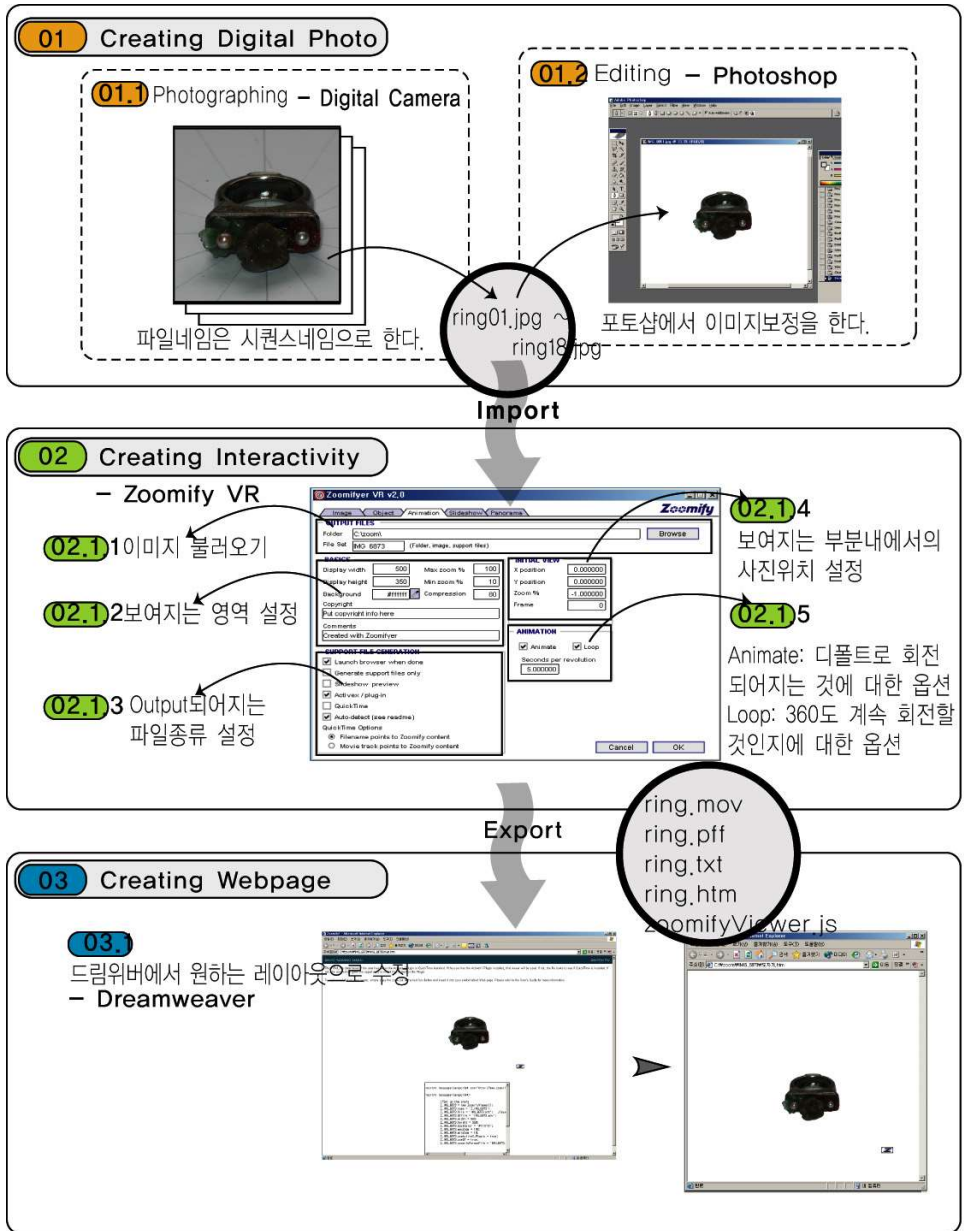 01 Creating Digital Photo
01.1 Photographing – Digital Camera
파일네임은 시퀀스네임으로 한다.
01.2 Editing – Photoshop
Adobe Photoshop
포토샵에서 이미지보정을 한다.
ring01.jpg ~
ring18.jpg
Import
02 Creating Interactivity
– Zoomify VR
02.1.1 이미지 불러오기
02.1.2 보여지는 영역 설정
02.1.3 Output되어지는
파일종류 설정
Zoomifyer VR v2.0
Image Object Animation Slideshow Panorama
Zoomify
OUTPUT FILES
Folder C:\zoom\ Browse
File Set IMG_6873 (Folder, image, support files)
BASICS
Display width 500 Max zoom % 100
Display height 350 Min zoom % 10
Background #ffffff Compression 80
Copyright
Put copyright info here
Comments
Created with Zoomifyer
SUPPORT FILE GENERATION
Launch browser when done
Generate support files only
Slideshow preview
Activex / plug-in
QuickTime
Auto-detect (see readme)
QuickTime Options
Filename points to Zoomify content
Movie track points to Zoomify content
INITIAL VIEW
X position 0.000000
Y position 0.000000
Zoom % -1.000000
Frame 0
ANIMATION
Animate Loop
Seconds per revolution
5.000000
Cancel OK
02.1.4
보여지는 부분내에서의
사진위치 설정
02.1.5
Animate: 디폴트로 회전
되어지는 것에 대한 옵션
Loop: 360도 계속 회전할
것인지에 대한 옵션
Export
ring.mov
ring.pff
ring.txt
ring.htm
zoomifyViewer.js
03 Creating Webpage
03.1
드림위버에서 원하는 레이아웃으로 수정
– Dreamweaver